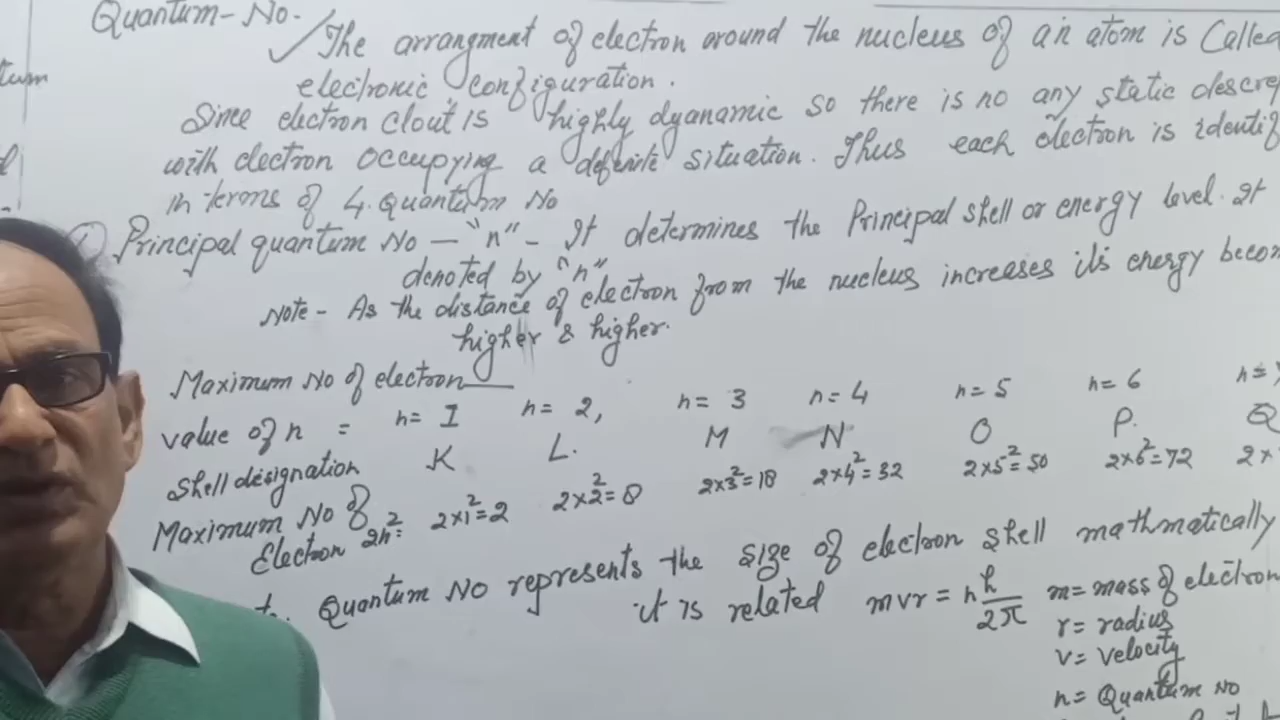 Quantum-No.
The arrangment of electron around the nucleus of an atom is Called
tum
electronic configuration.
Since electron clout is highly dyanamic so there is no any static descrep
with electron occupying a definite situation. Thus each electron is identif
in terms of 4. quantum No
① Principal quantum No — "n" - It determines the Principal shell or energy level. It
denoted by "n"
Note - As the distance of electron from the nucleus increases its energy becom
higher & higher.
Maximum No of electron
value of n = n= I n= 2, n= 3 n=4 n=5 n=6 n=
Shell designation K L. M N O P. Q
Maximum No of
Electron 2n²= 2×1²=2 2×2²=8 2×3²=18 2×4²=32 2×5²=50 2×6²=72 2×
Quantum No represents the size of electron shell mathmatically
it is related mvr = n h/2π m=mass of electron
r= radius
v= velocity
n= Quantum No